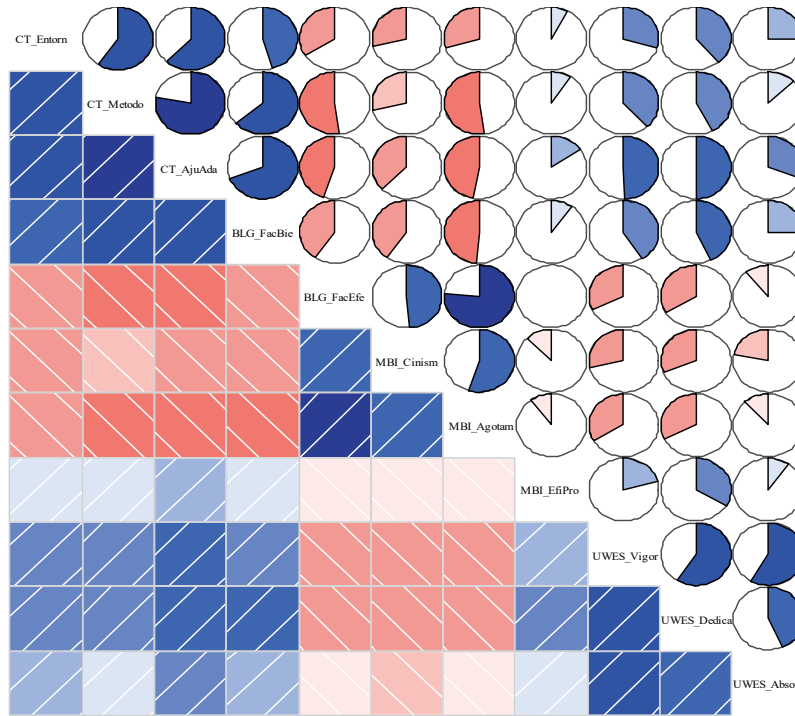 CT_Entorn
CT_Metodo
CT_AjuAda
BLG_FacBie
BLG_FacEfe
MBI_Cinism
MBI_Agotam
MBI_EfiPro
UWES_Vigor
UWES_Dedica
UWES_Abso